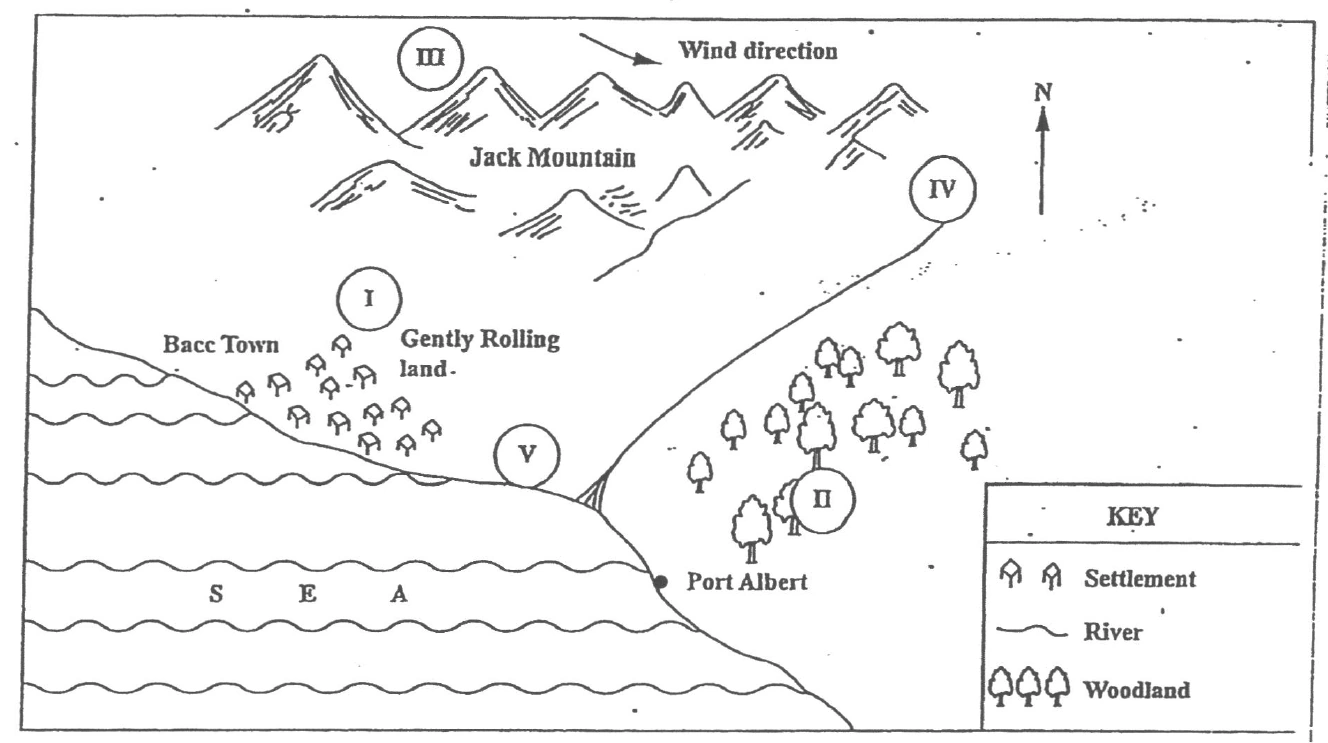 III
Wind direction
N
Jack Mountain
IV
I
Bacc Town
Gently Rolling
land-
V
II
KEY
Port Albert
Settlement
S E A
River
Woodland